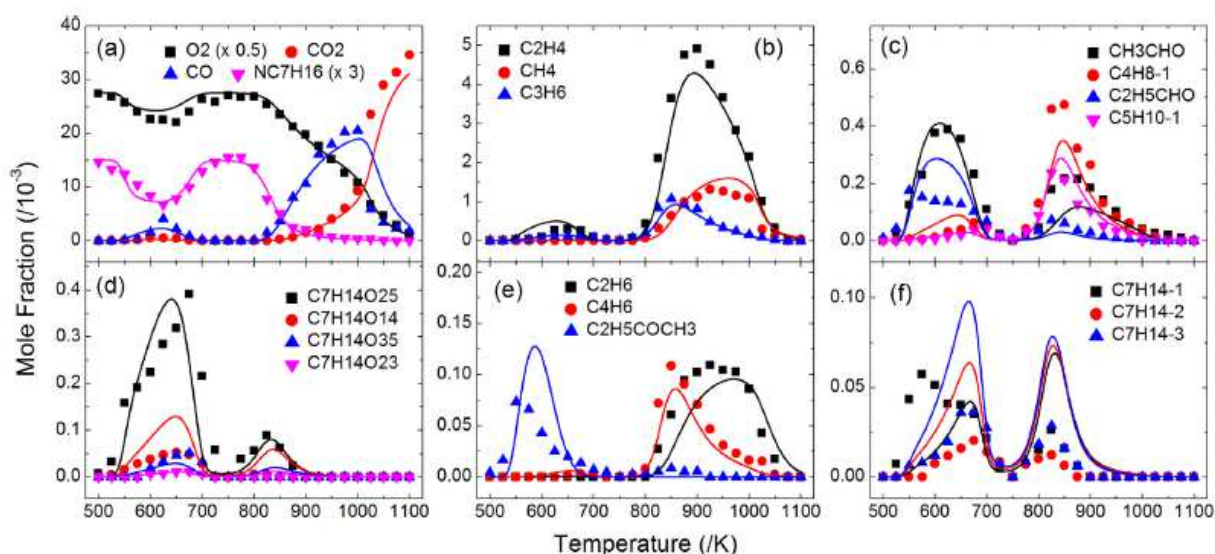 Mole Fraction (/10⁻³)
(a) O2 (x 0.5) CO2
CO NC7H16 (x 3)
40
30
20
10
0
(b)
C2H4
CH4
C3H6
5
4
3
2
1
0
(c)
CH3CHO
C4H8-1
C2H5CHO
C5H10-1
0.6
0.4
0.2
0.0
(d)
C7H14O25
C7H14O14
C7H14O35
C7H14O23
0.4
0.3
0.2
0.1
0.0
500 600 700 800 900 1000 1100
(e)
C2H6
C4H6
C2H5COCH3
0.20
0.15
0.10
0.05
0.00
500 600 700 800 900 1000 1100
(f)
C7H14-1
C7H14-2
C7H14-3
0.10
0.05
0.00
500 600 700 800 900 1000 1100
Temperature (/K)